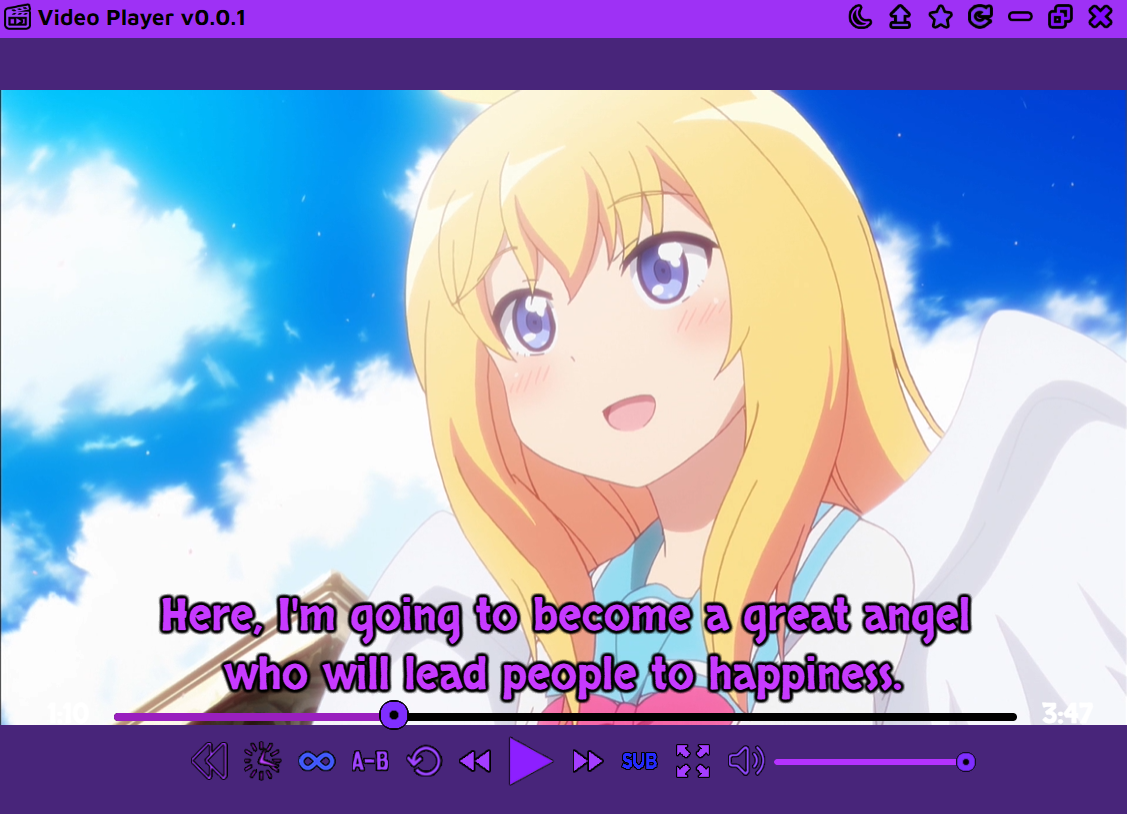 Video Player v0.0.1
Here, I'm going to become a great angel
who will lead people to happiness.
1:10
3:47
A-B
SUB